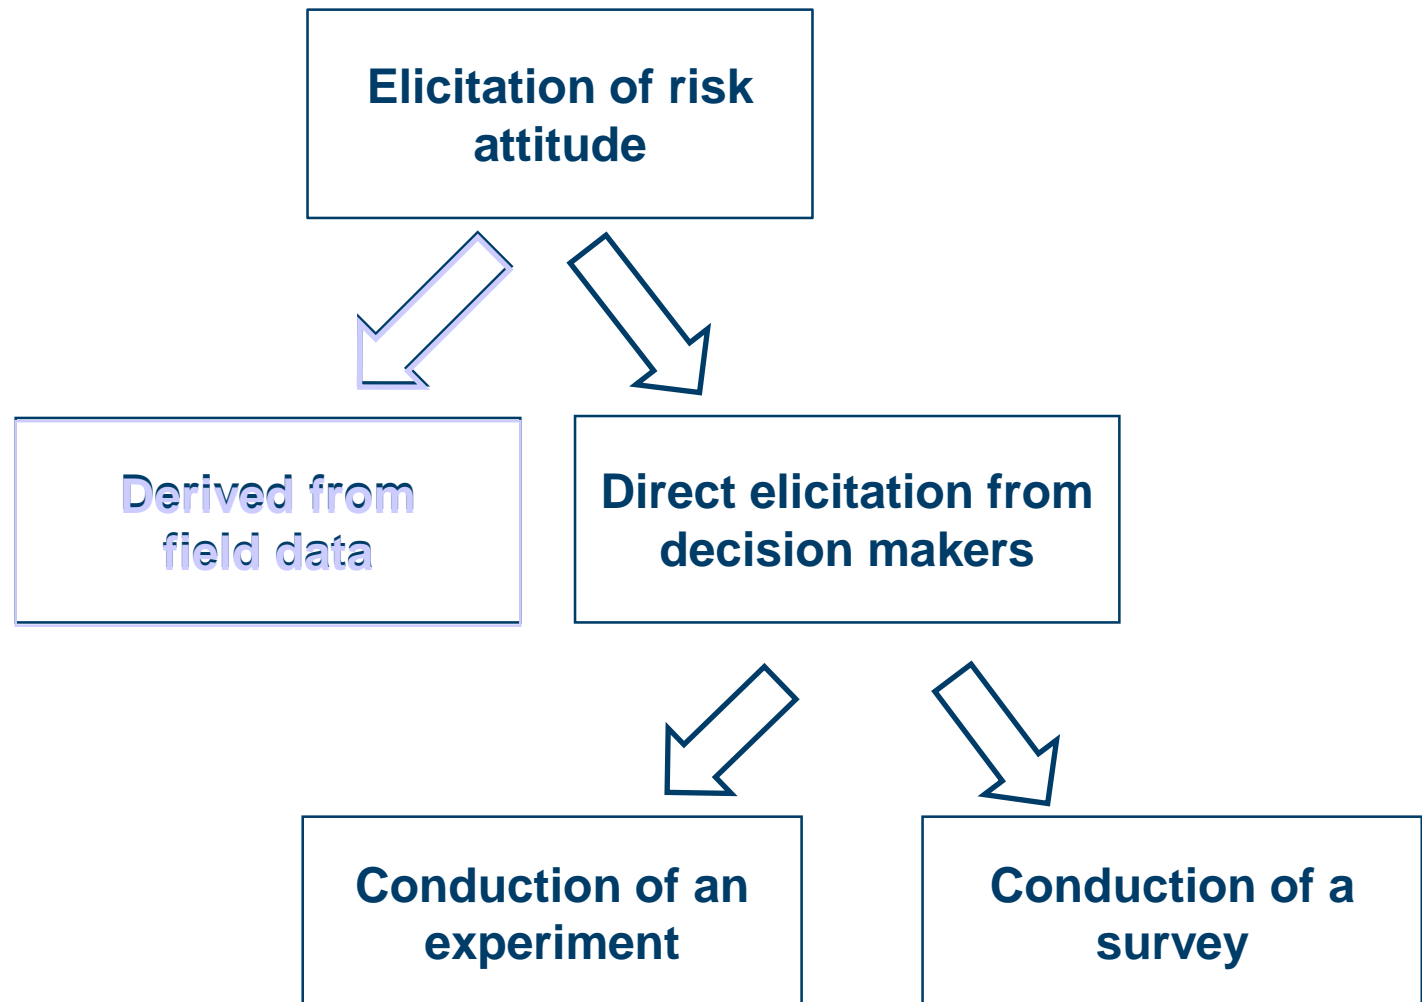 Elicitation of risk
attitude
Derived from
field data
Direct elicitation from
decision makers
Conduction of an
experiment
Conduction of a
survey